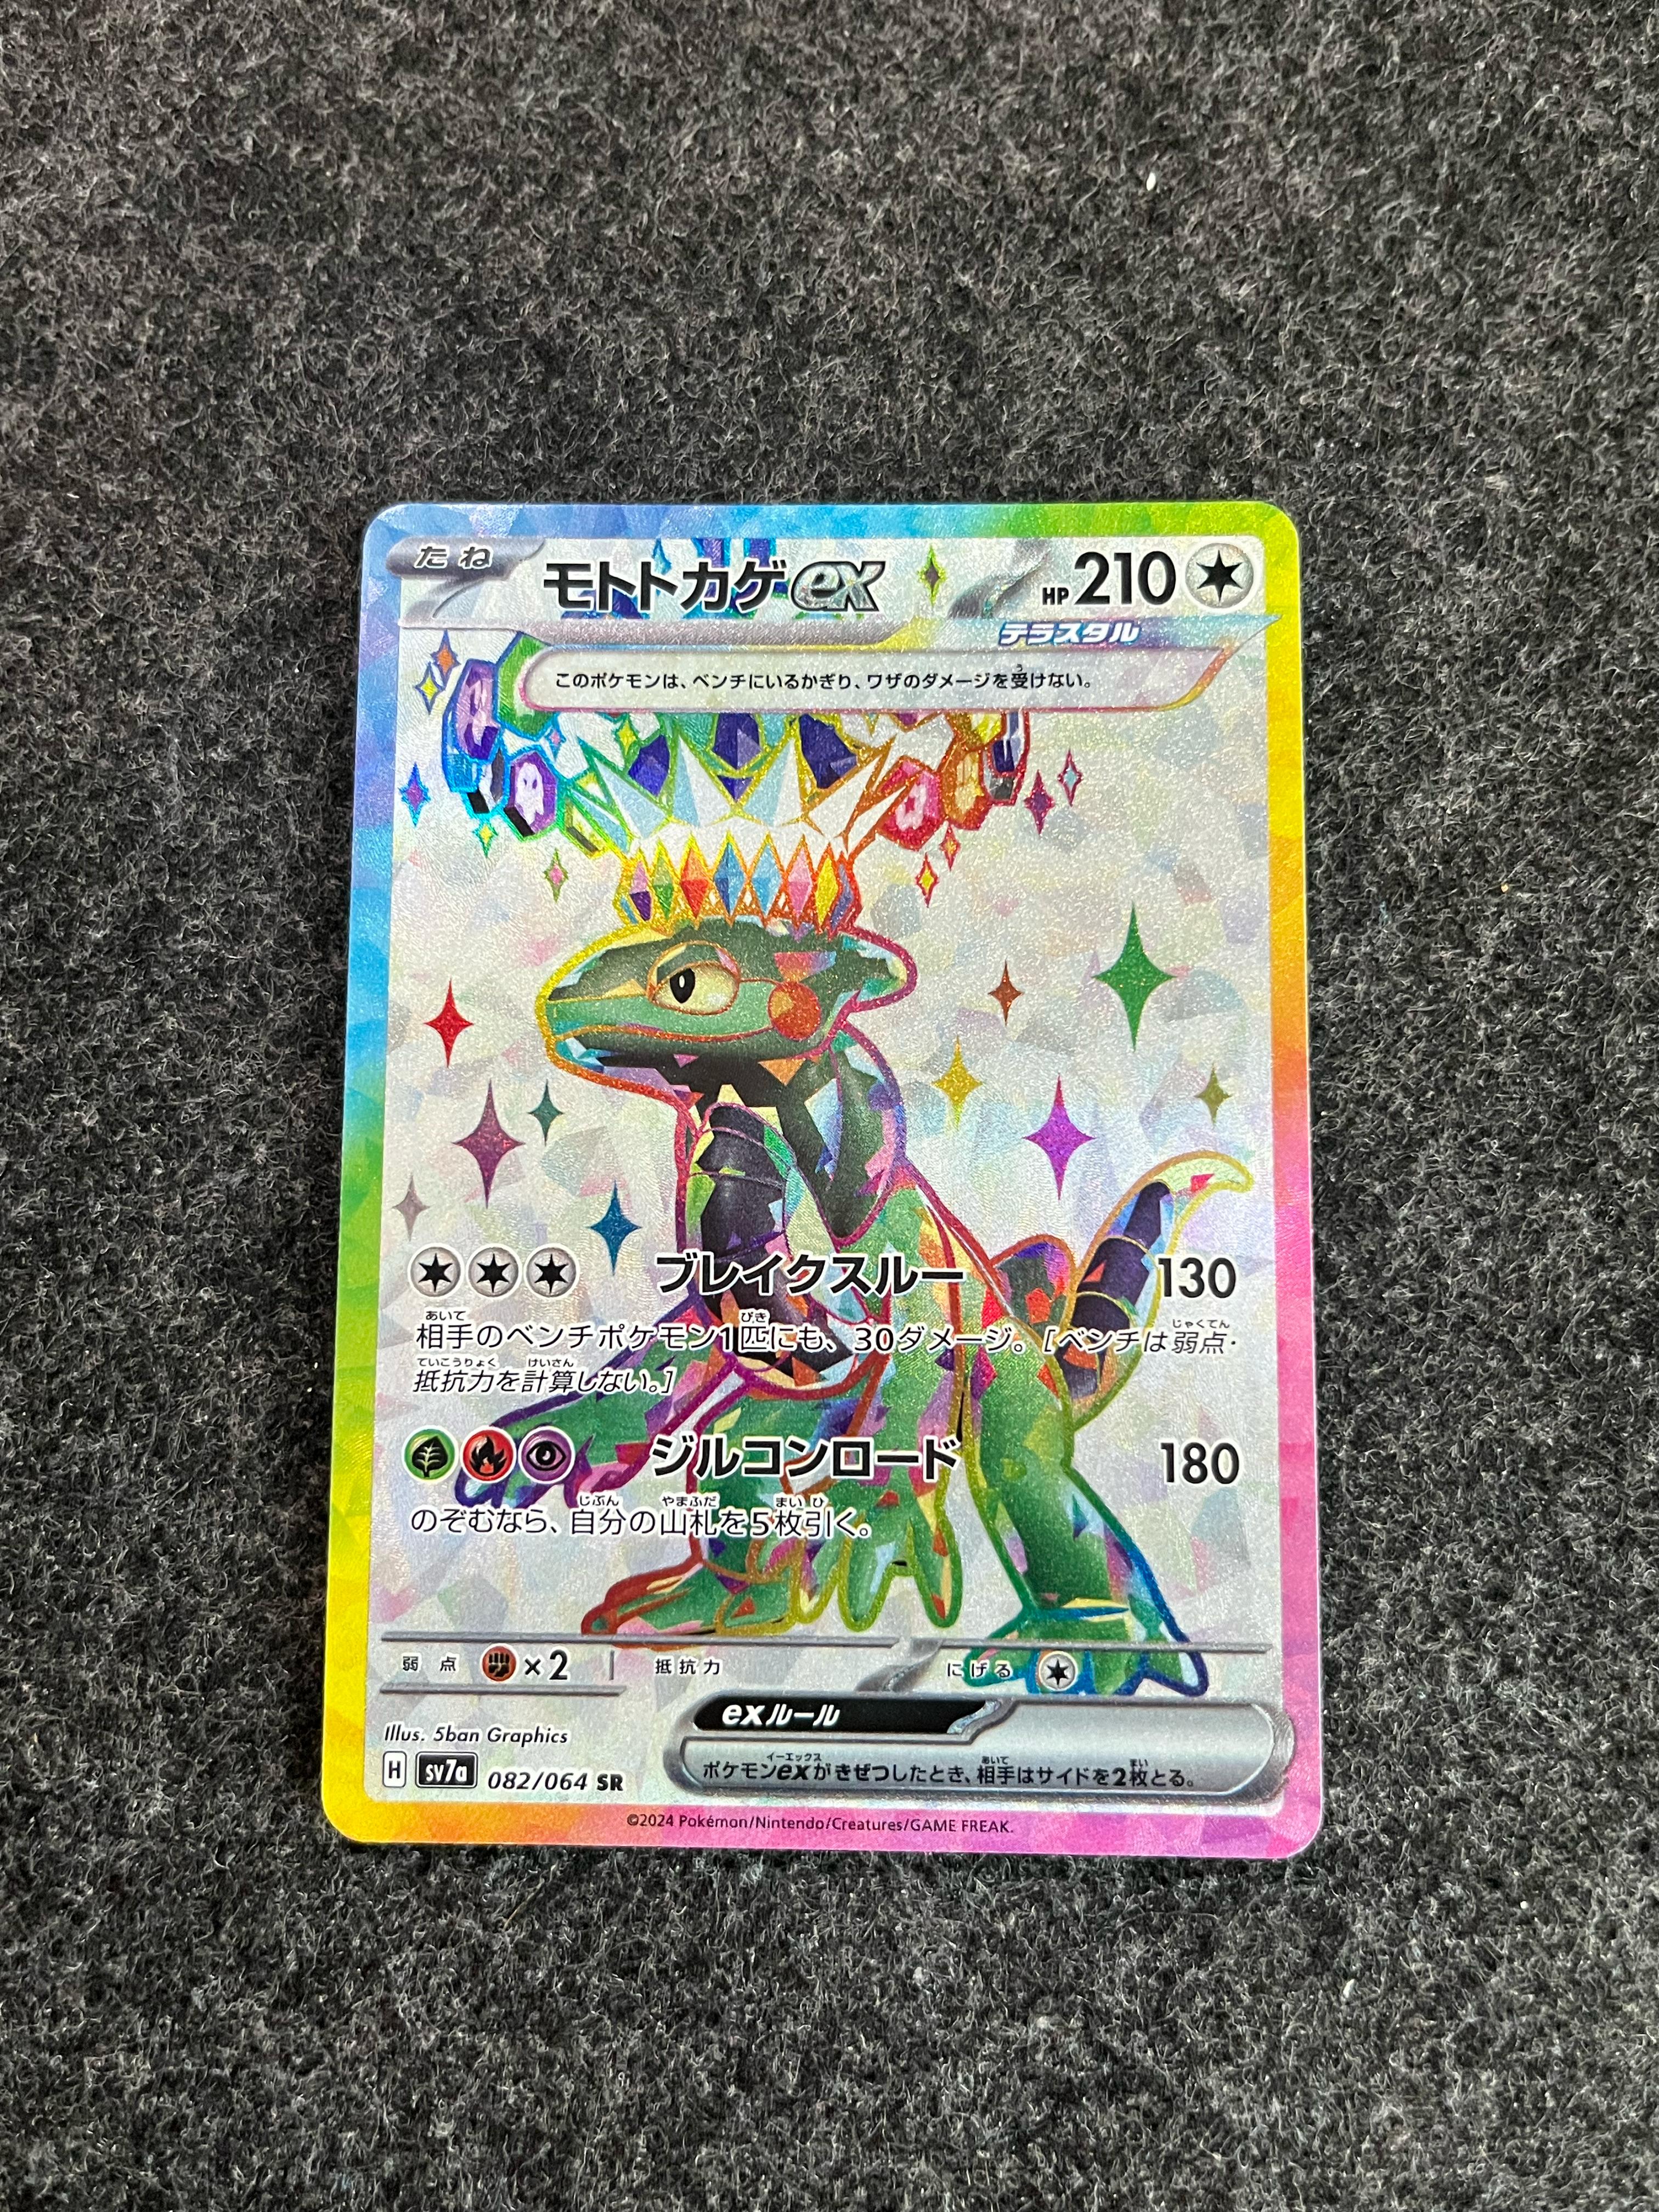 たね
モトトカゲex
HP210
テラスタル
このポケモンは、ベンチにいるかぎり、ワザのダメージを受けない。
ブレイクスルー 130
相手のベンチポケモン1匹にも、30ダメージ。[ベンチは弱点・
抵抗力を計算しない。]
ジルコンロード 180
のぞむなら、自分の山札を5枚引く。
弱点 ×2 抵抗力 にげる
exルール
ポケモンexがきぜつしたとき、相手はサイドを2枚とる。
Illus. 5ban Graphics
H sv7a 082/064 SR
©2024 Pokémon/Nintendo/Creatures/GAME FREAK.